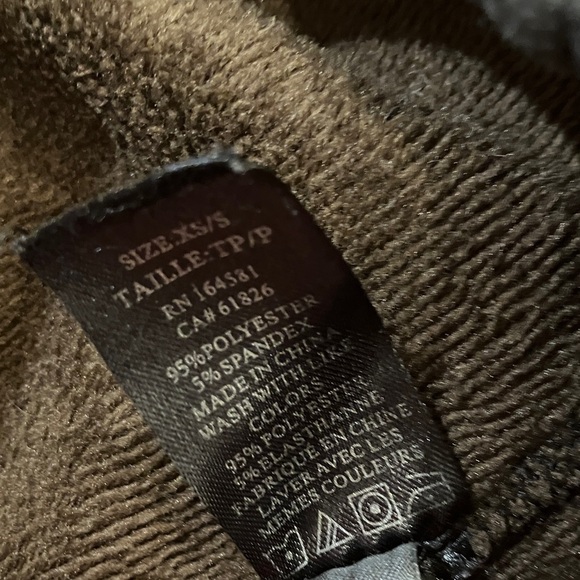 SIZE:XS/S
TAILLE:TP/P
RN 164581
CA# 61826
95%POLYESTER
5% SPANDEX
MADE IN CHINA
WASH WITH LIKE
COLORS
95% POLYESTER
5%ELASTHANNE
FABRIQUE EN CHINE
LAVER AVEC LES
MEMES COULEURS